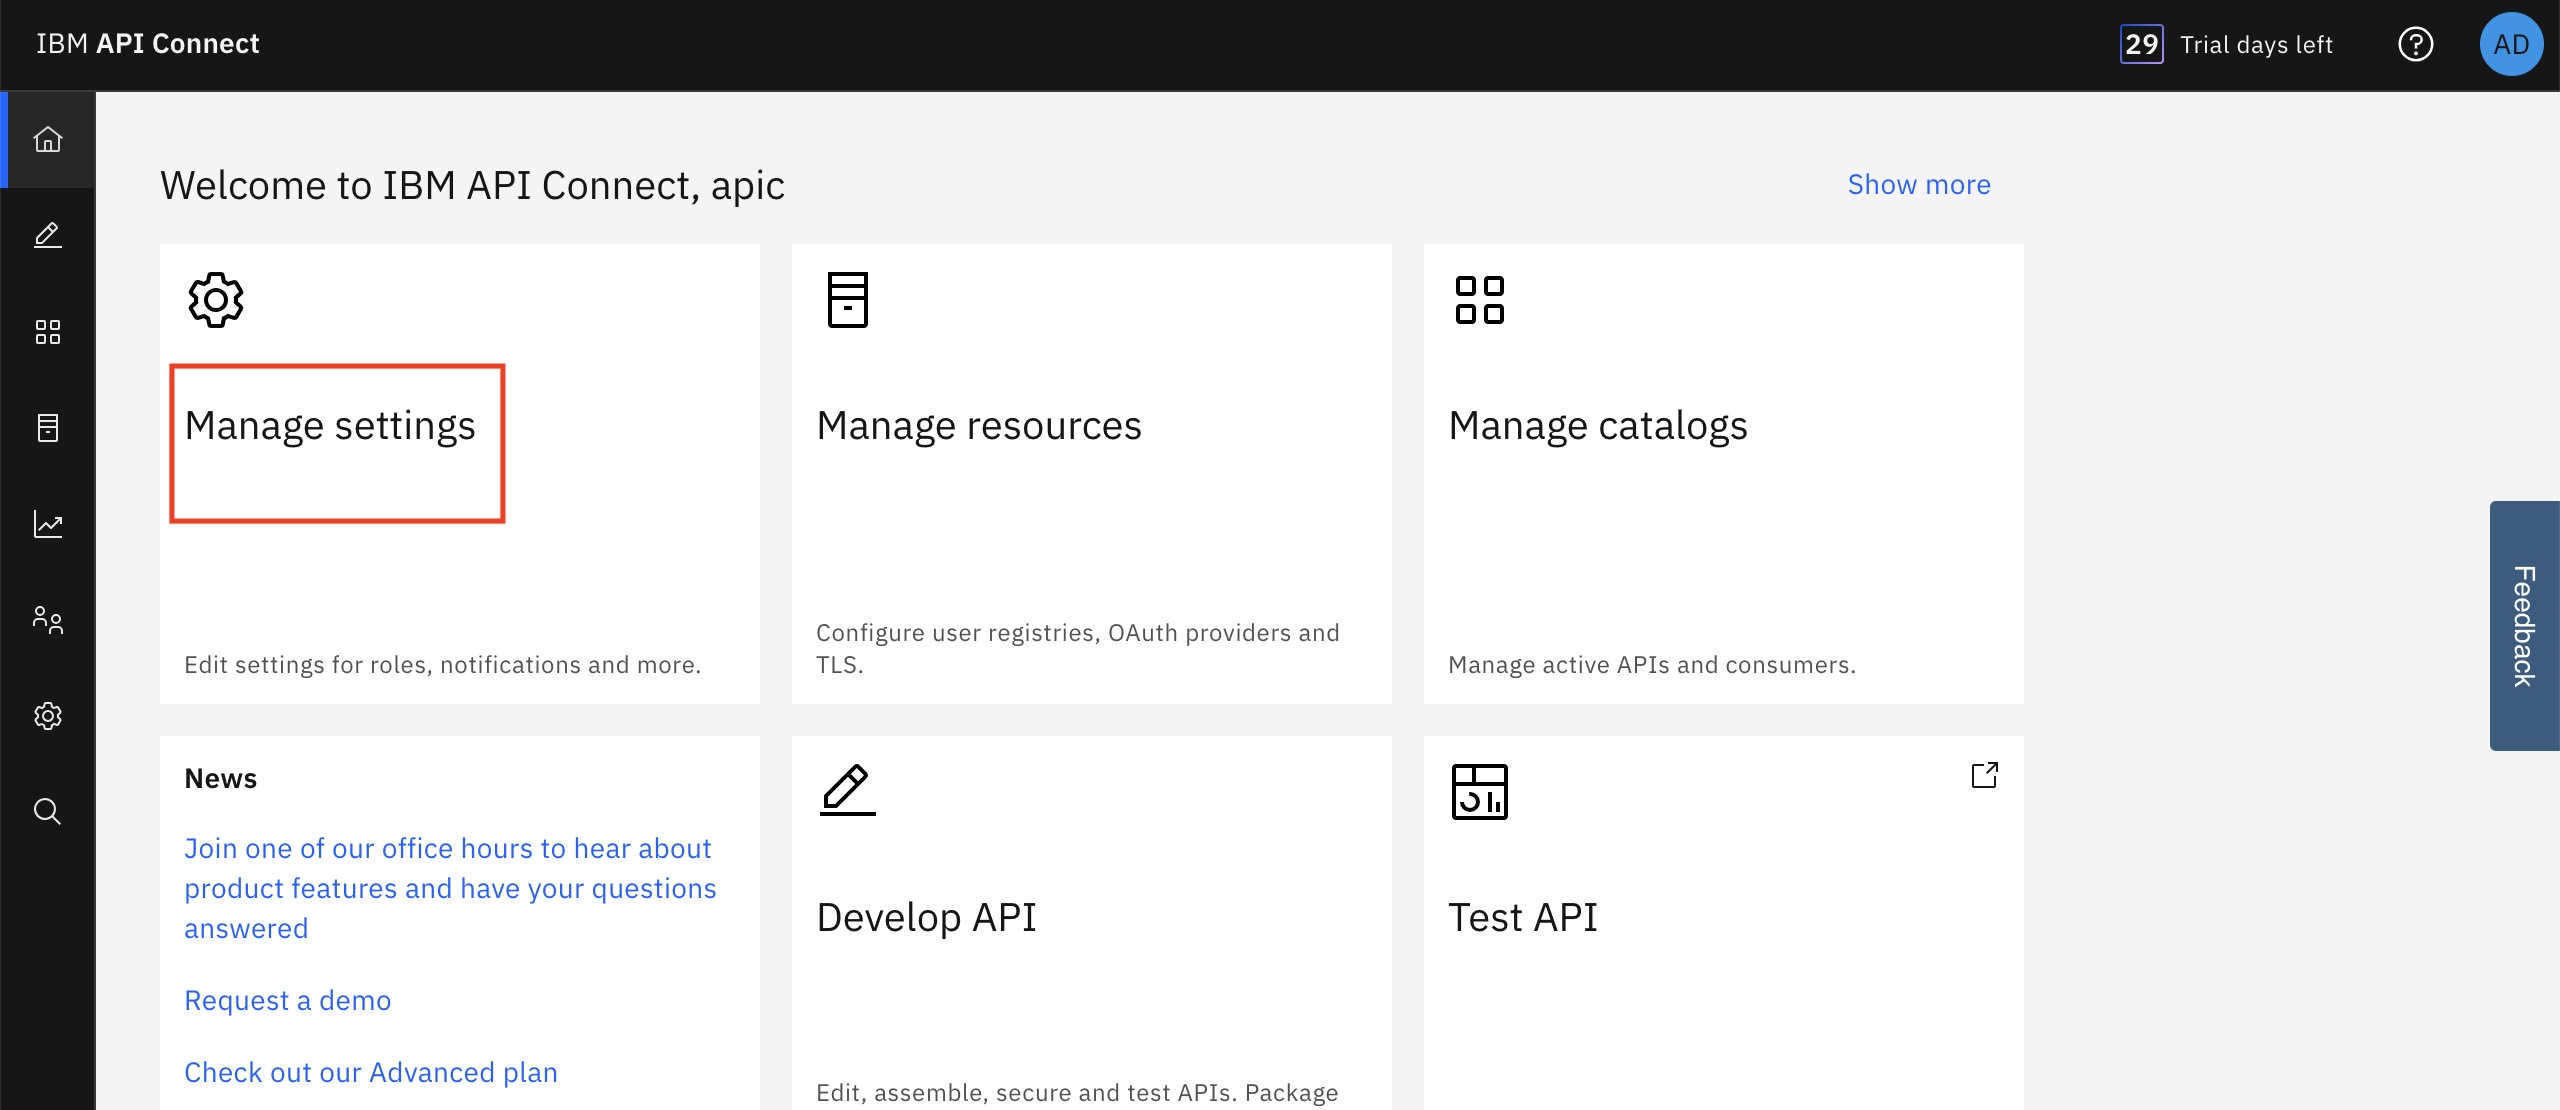 IBM API Connect
29 Trial days left
AD
Welcome to IBM API Connect, apic
Show more
Manage settings
Edit settings for roles, notifications and more.
Manage resources
Configure user registries, OAuth providers and
TLS.
Manage catalogs
Manage active APIs and consumers.
Feedback
News
Join one of our office hours to hear about
product features and have your questions
answered
Request a demo
Check out our Advanced plan
Develop API
Edit, assemble, secure and test APIs. Package
Test API